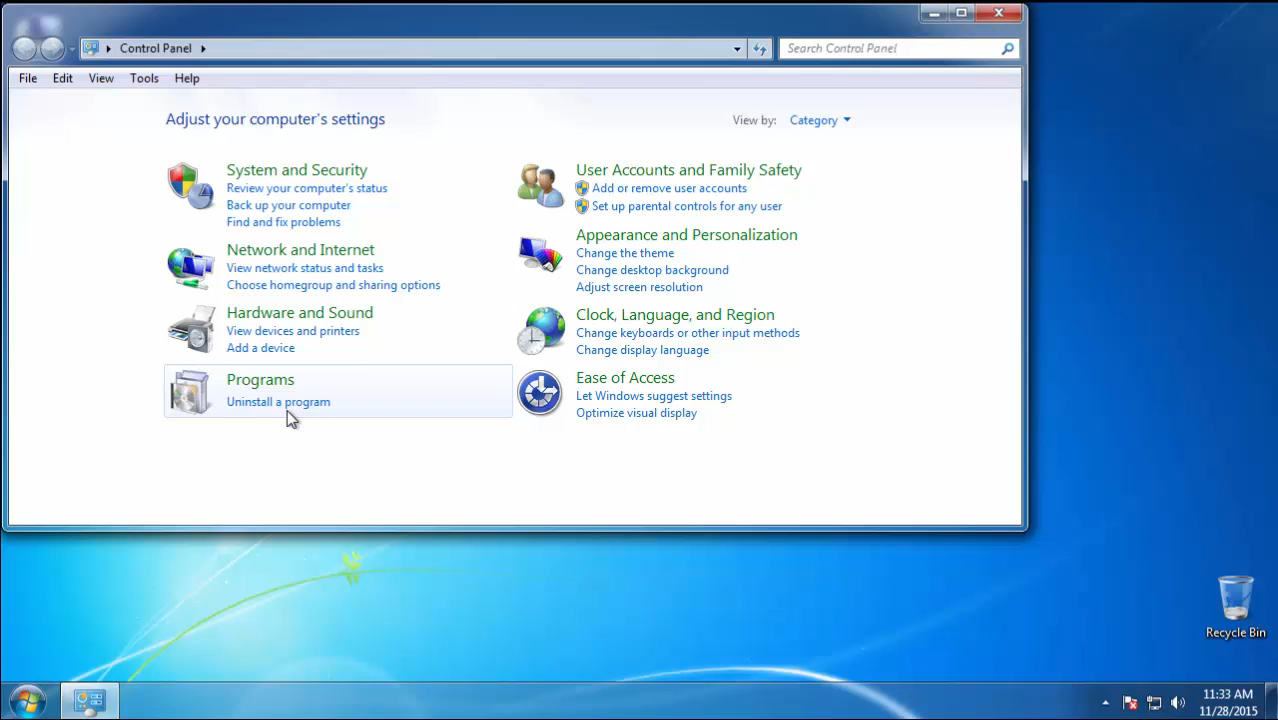 Control Panel
Search Control Panel
File Edit View Tools Help
Adjust your computer's settings
View by: Category
System and Security
Review your computer's status
Back up your computer
Find and fix problems
Network and Internet
View network status and tasks
Choose homegroup and sharing options
Hardware and Sound
View devices and printers
Add a device
Programs
Uninstall a program
User Accounts and Family Safety
Add or remove user accounts
Set up parental controls for any user
Appearance and Personalization
Change the theme
Change desktop background
Adjust screen resolution
Clock, Language, and Region
Change keyboards or other input methods
Change display language
Ease of Access
Let Windows suggest settings
Optimize visual display
Recycle Bin
11:33 AM
11/28/2015